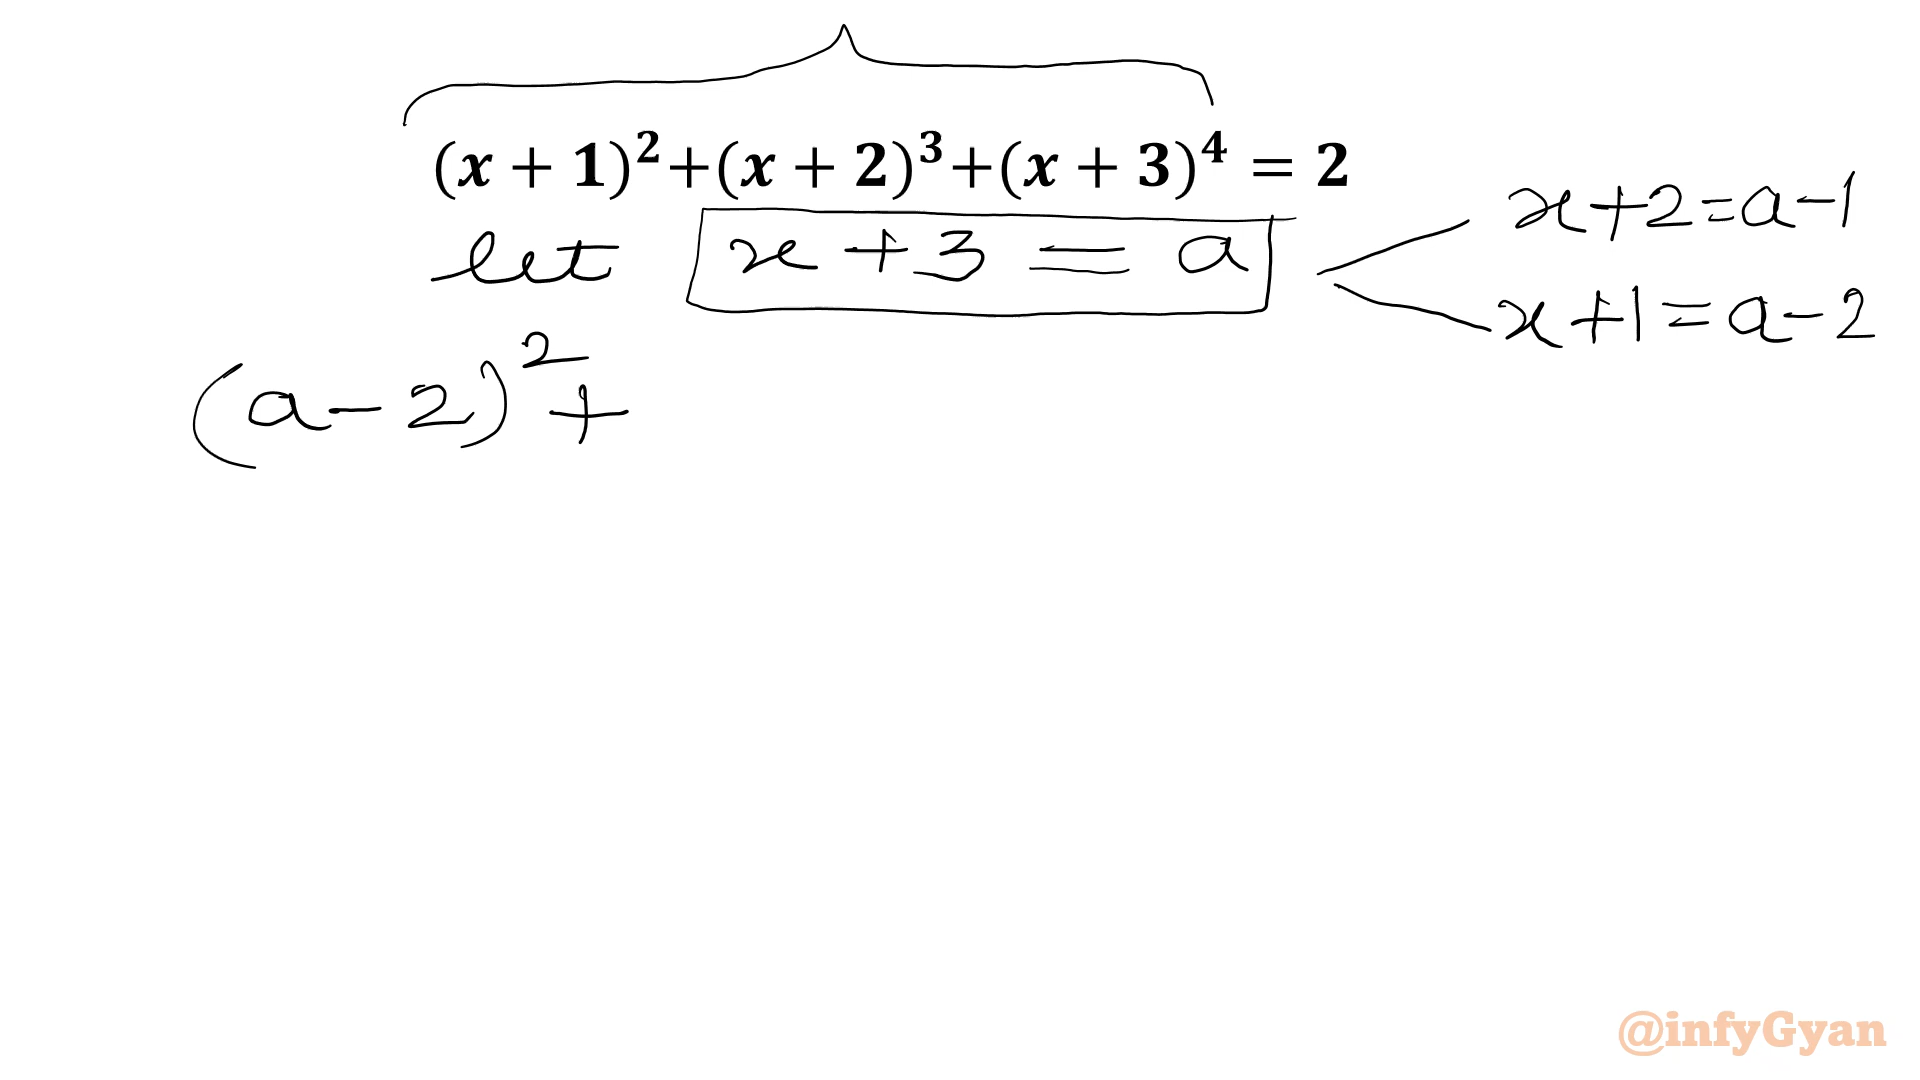 (x + 1)²+(x + 2)³+(x + 3)⁴ = 2
let x + 3 = a
x+2=a-1
x+1=a-2
(a-2)²+
@infyGyan